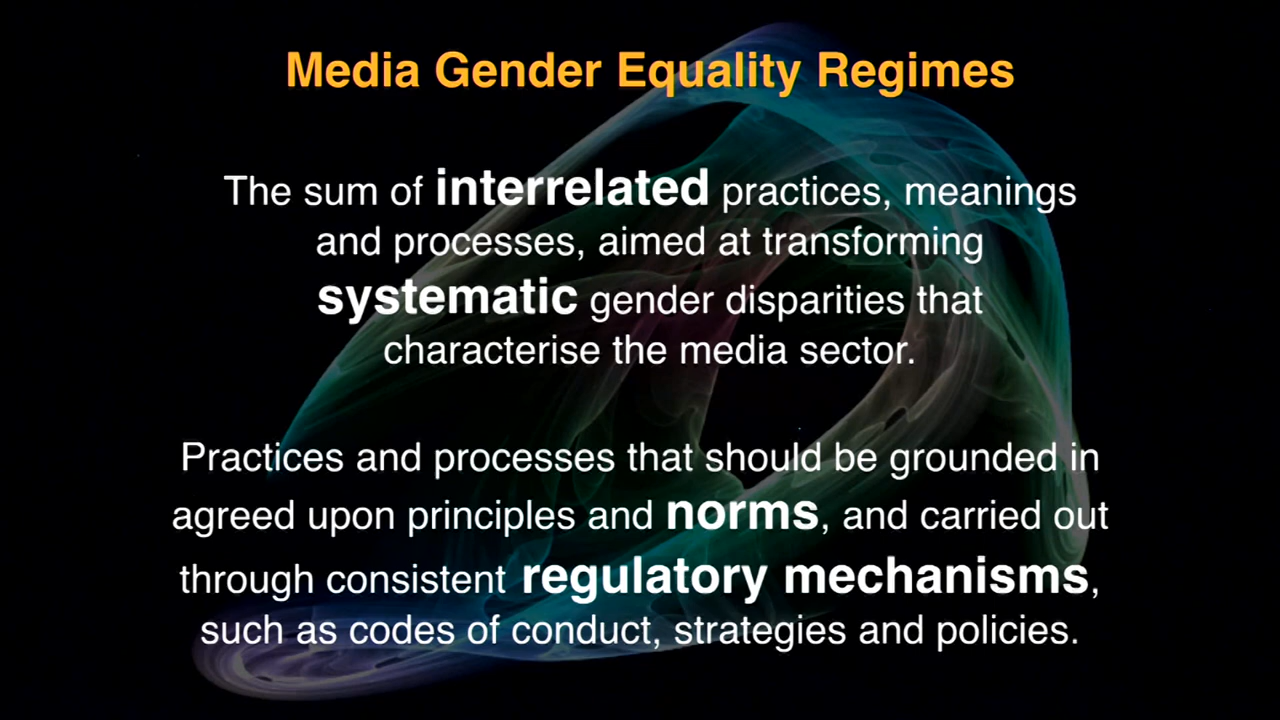 Media Gender Equality Regimes
The sum of interrelated practices, meanings
and processes, aimed at transforming
systematic gender disparities that
characterise the media sector.
Practices and processes that should be grounded in
agreed upon principles and norms, and carried out
through consistent regulatory mechanisms,
such as codes of conduct, strategies and policies.